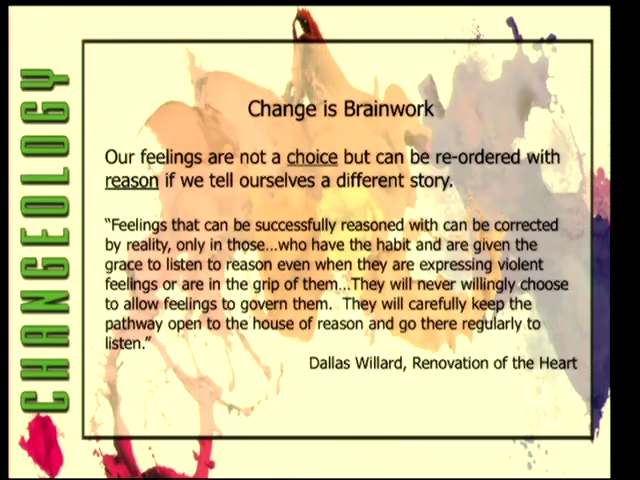 CHANGEOLOGY
Change is Brainwork
Our feelings are not a choice but can be re-ordered with
reason if we tell ourselves a different story.
“Feelings that can be successfully reasoned with can be corrected
by reality, only in those…who have the habit and are given the
grace to listen to reason even when they are expressing violent
feelings or are in the grip of them…They will never willingly choose
to allow feelings to govern them.  They will carefully keep the
pathway open to the house of reason and go there regularly to
listen.”
Dallas Willard, Renovation of the Heart